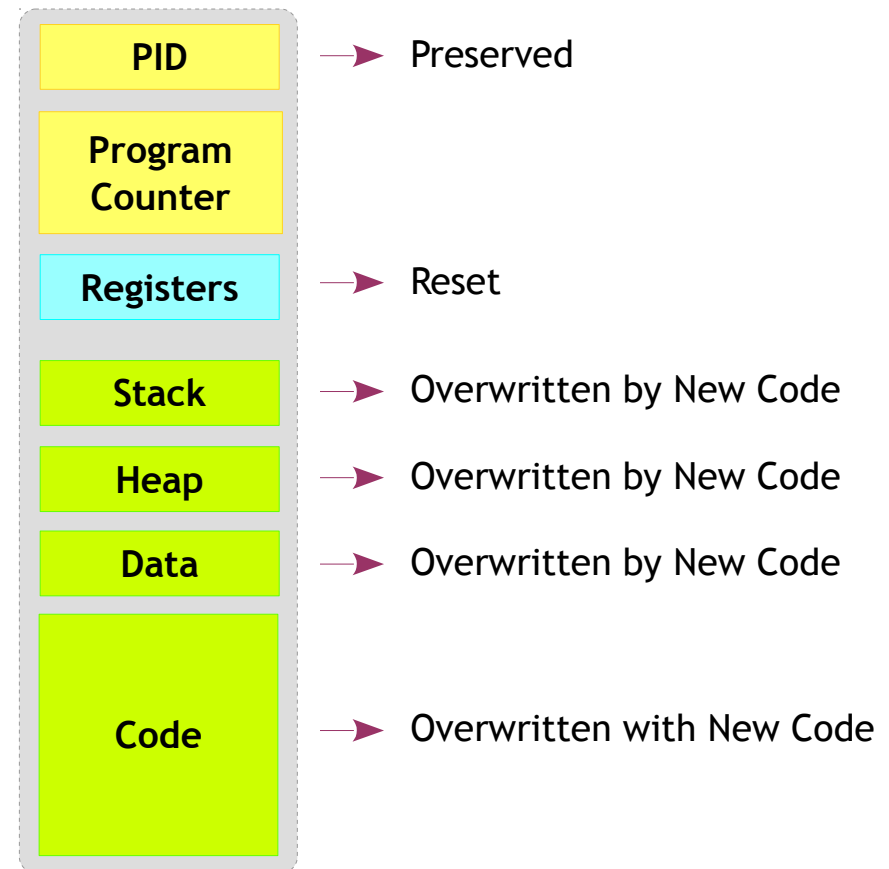 PID
Preserved
Program
Counter
Registers
Reset
Stack
Overwritten by New Code
Heap
Overwritten by New Code
Data
Overwritten by New Code
Code
Overwritten with New Code